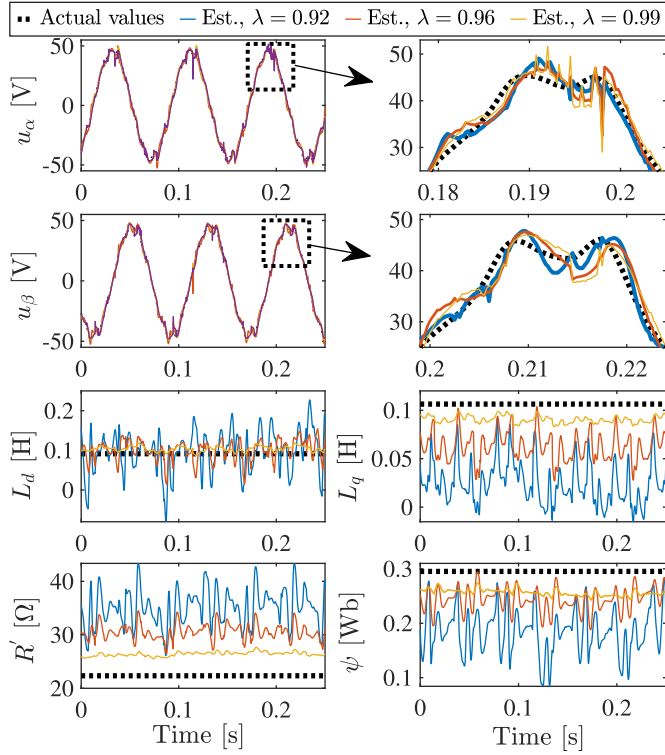 Actual values Est., λ = 0.92 Est., λ = 0.96 Est., λ = 0.99
u_α [V]
50
0
-50
0 0.1 0.2
50
40
30
0.18 0.19 0.2
u_β [V]
50
0
-50
0 0.1 0.2
50
40
30
0.2 0.21 0.22
L_d [H]
0.2
0.1
0
0 0.1 0.2
L_q [H]
0.1
0.05
0
0 0.1 0.2
R′ [Ω]
40
30
20
0 0.1 0.2
Time [s]
ψ [Wb]
0.3
0.2
0.1
0 0.1 0.2
Time [s]